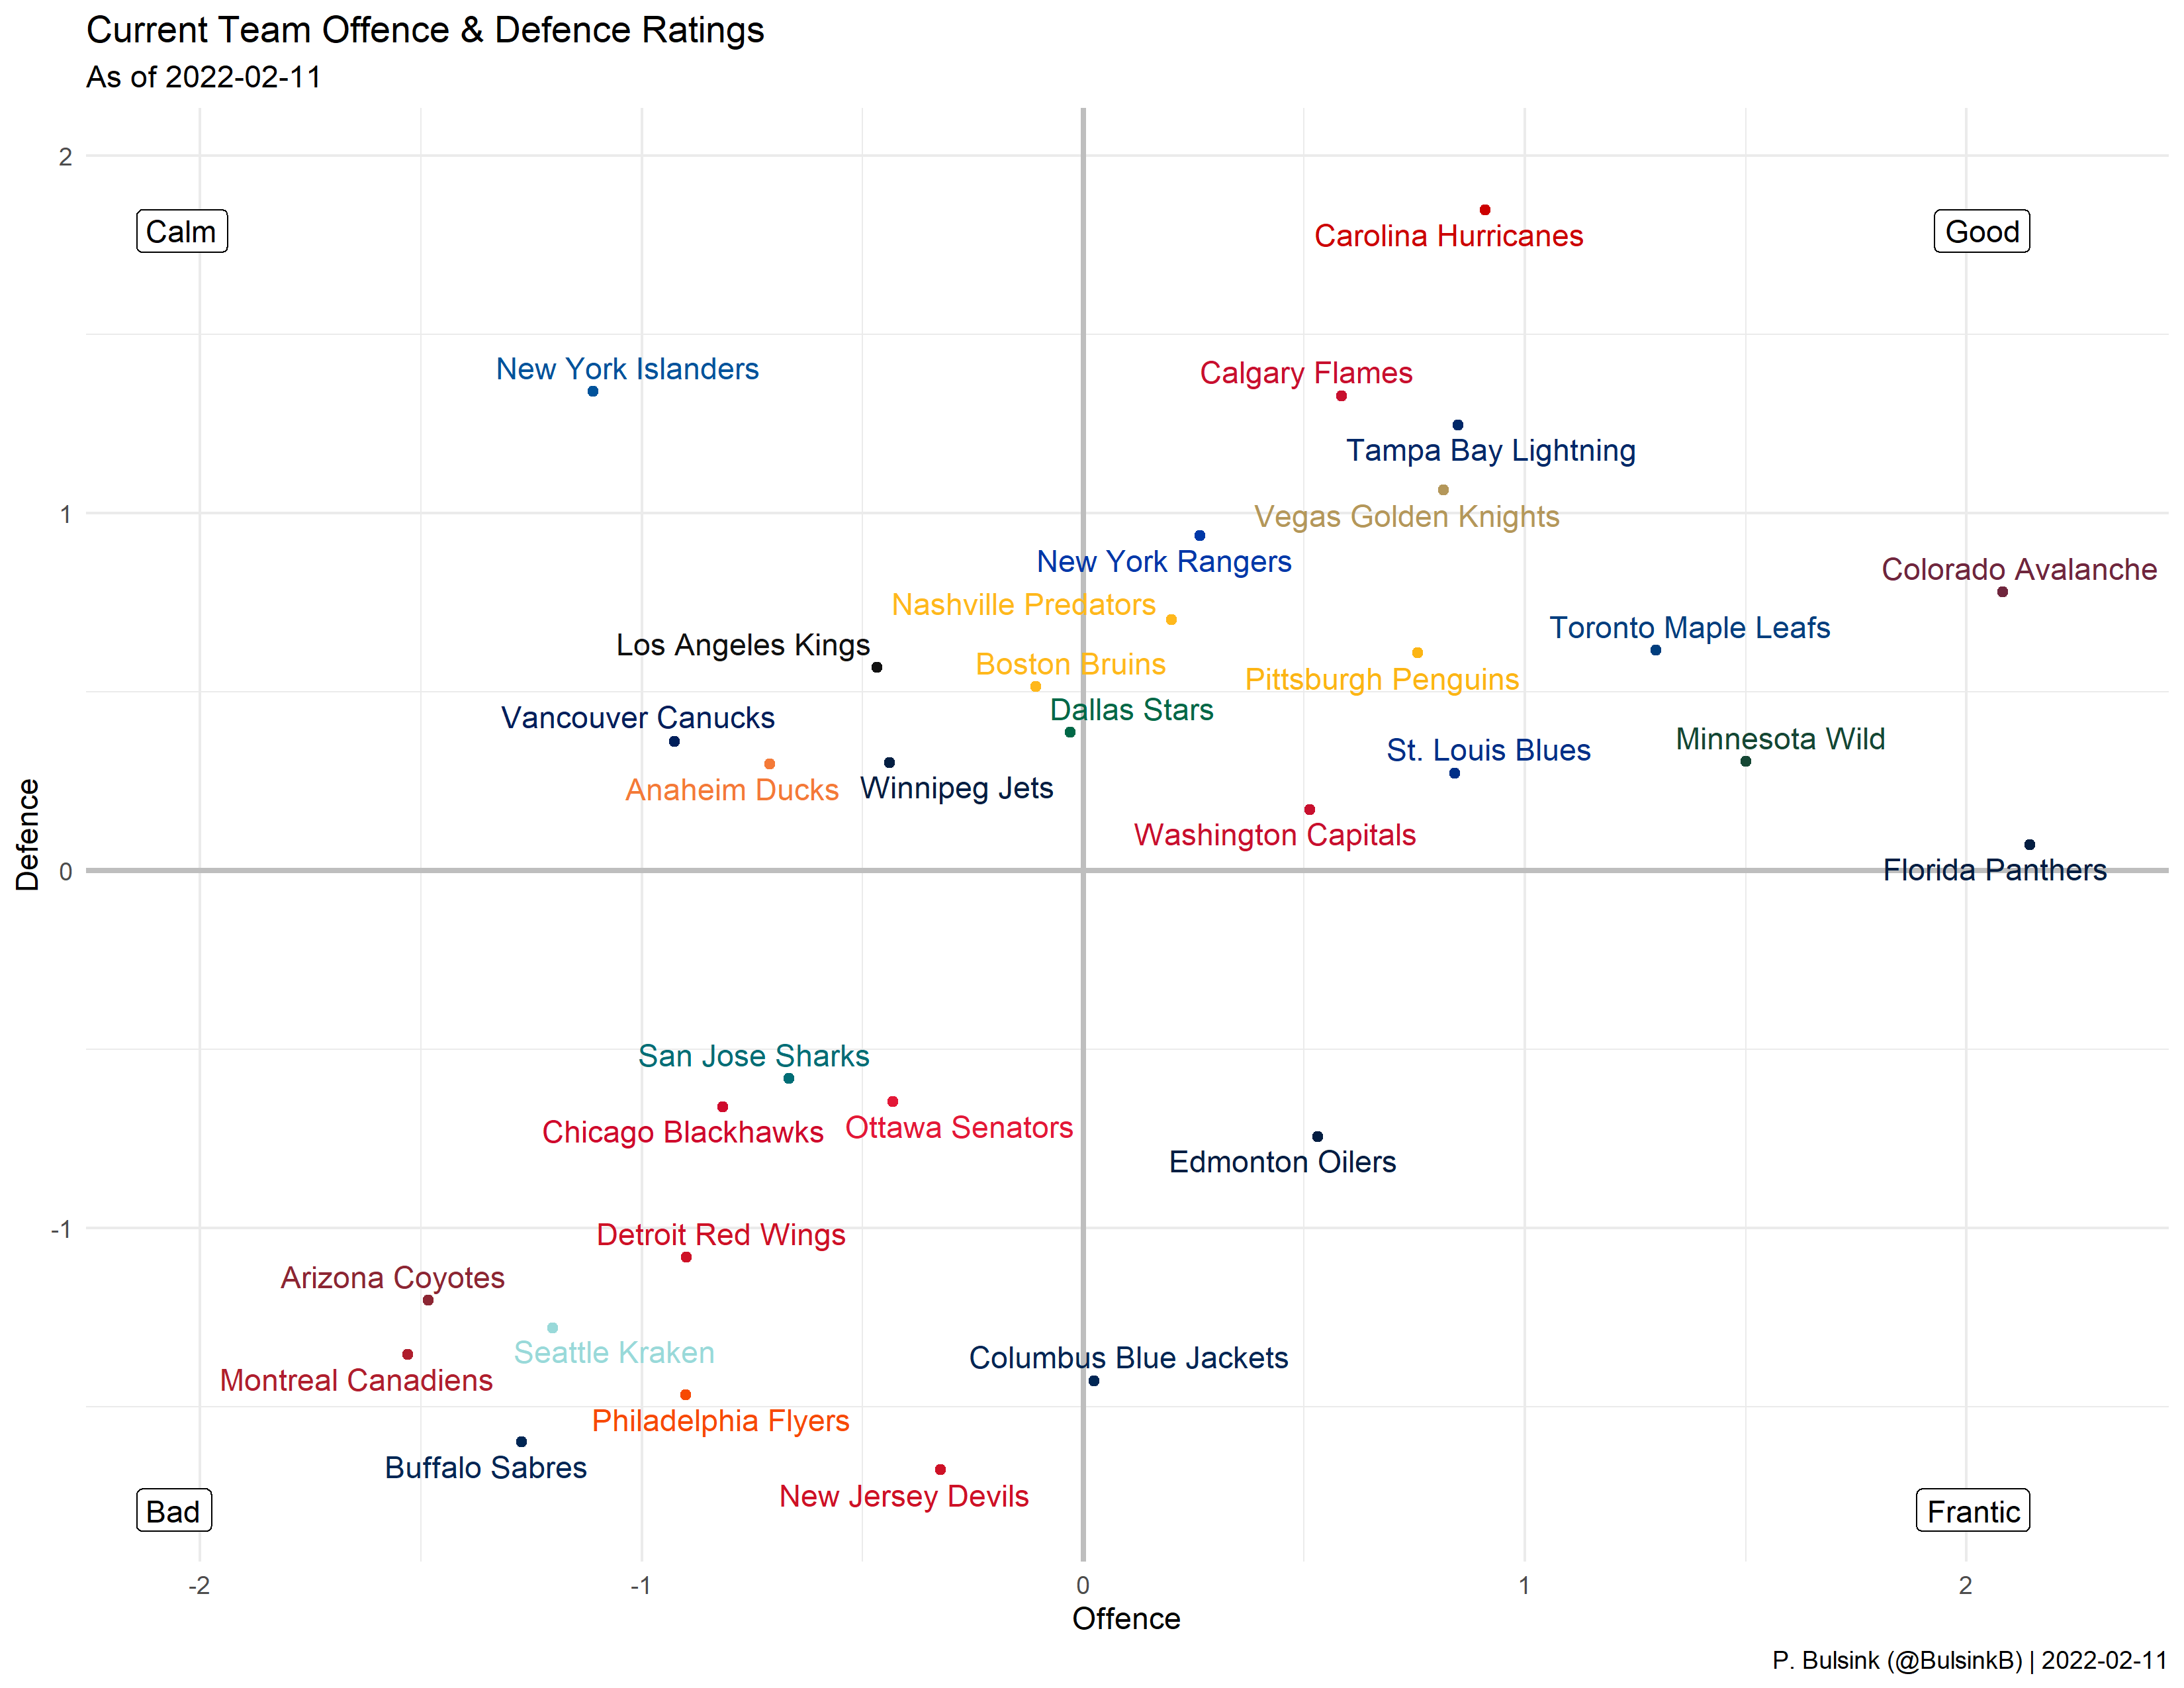 Current Team Offence & Defence Ratings
As of 2022-02-11
2
Calm
Good
Carolina Hurricanes
New York Islanders
Calgary Flames
Tampa Bay Lightning
1
Vegas Golden Knights
New York Rangers
Colorado Avalanche
Nashville Predators
Toronto Maple Leafs
Los Angeles Kings
Boston Bruins
Pittsburgh Penguins
Dallas Stars
Vancouver Canucks
Minnesota Wild
St. Louis Blues
Anaheim Ducks
Winnipeg Jets
Washington Capitals
Defence
0
Florida Panthers
San Jose Sharks
Ottawa Senators
Chicago Blackhawks
Edmonton Oilers
-1
Detroit Red Wings
Arizona Coyotes
Seattle Kraken
Columbus Blue Jackets
Montreal Canadiens
Philadelphia Flyers
Buffalo Sabres
New Jersey Devils
Bad
Frantic
-2
-1
0
1
2
Offence
P. Bulsink (@BulsinkB) | 2022-02-11